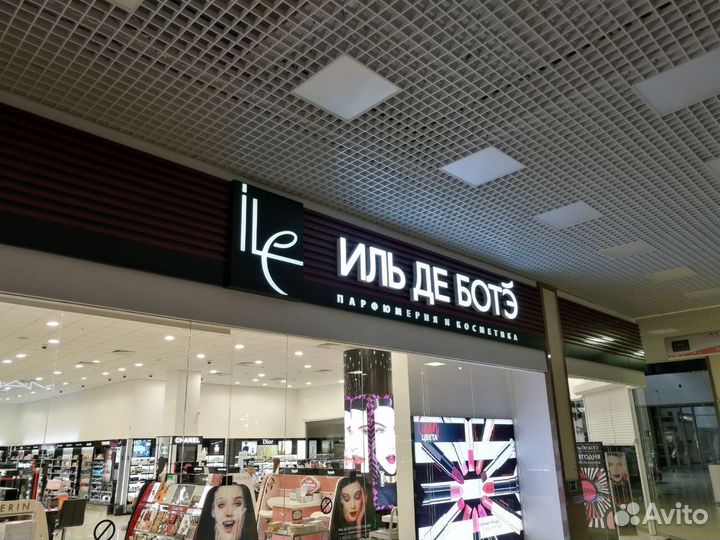 ile
ИЛЬ ДЕ БОТЭ
ПАРФЮМЕРИЯ И КОСМЕТИКА
CHANEL
Dior
ЦВЕТА
Avito